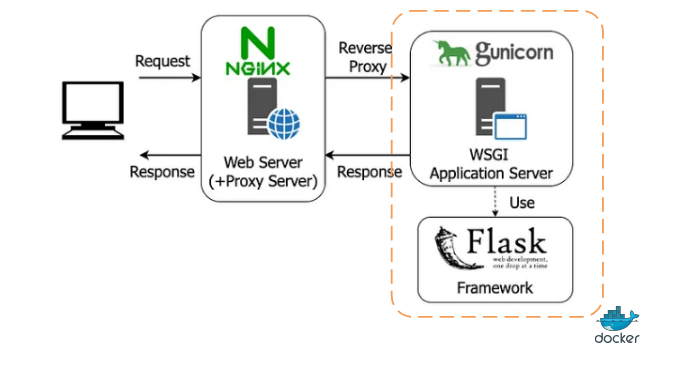 Request
Response
NGINX
Web Server
(+Proxy Server)
Reverse
Proxy
Response
gunicorn
WSGI
Application Server
Use
Flask
web development,
one drop at a time
Framework
docker